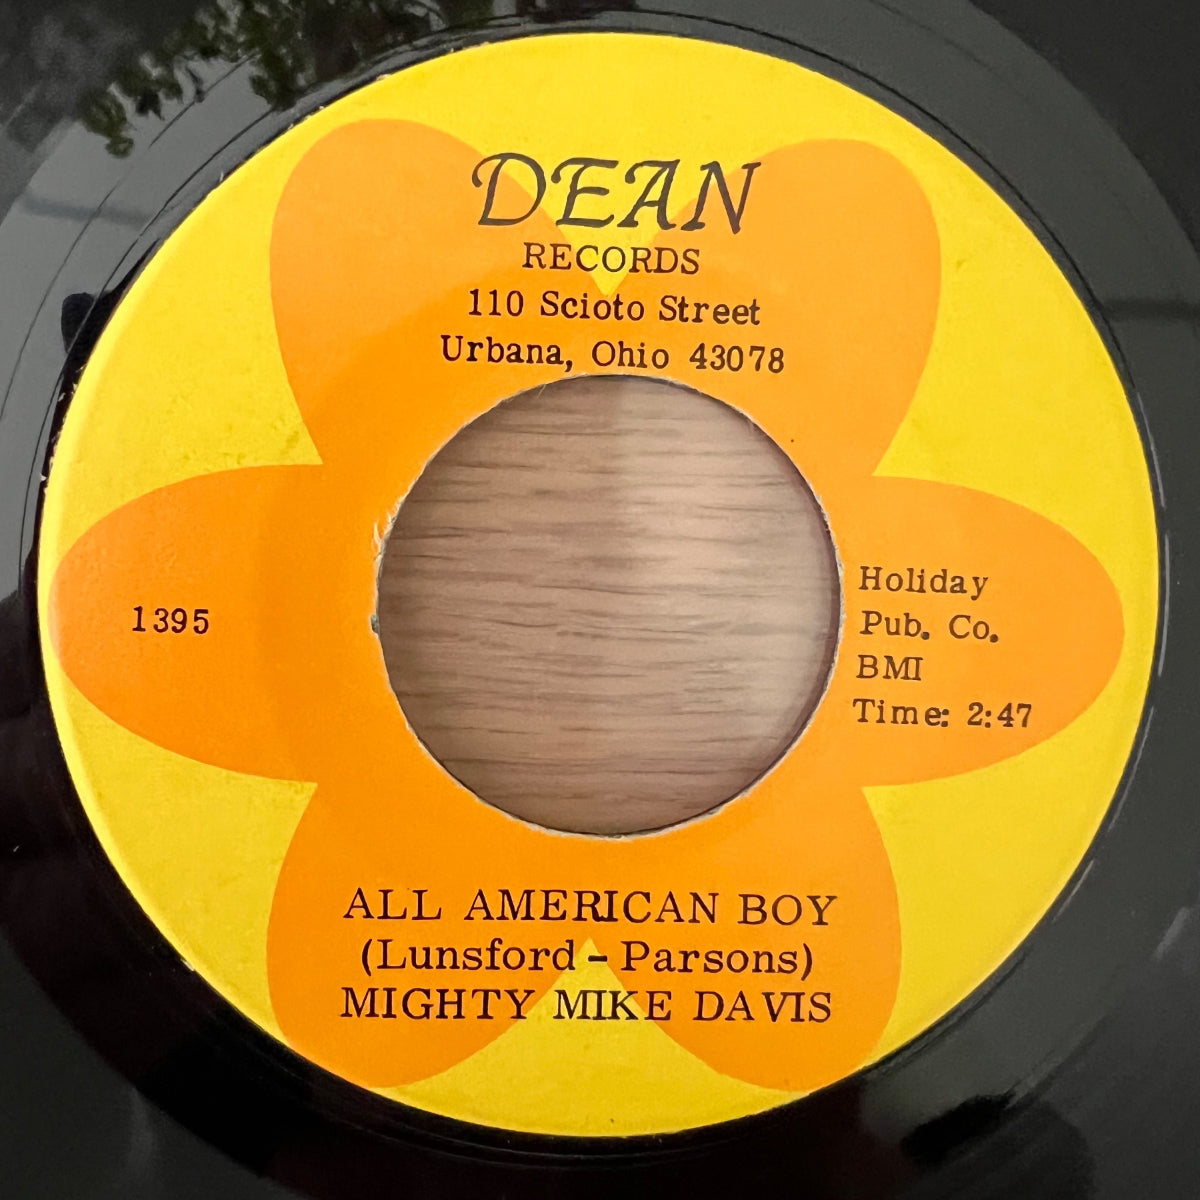 DEAN
RECORDS
110 Scioto Street
Urbana, Ohio 43078
1395
Holiday
Pub. Co.
BMI
Time: 2:47
ALL AMERICAN BOY
(Lunsford - Parsons)
MIGHTY MIKE DAVIS